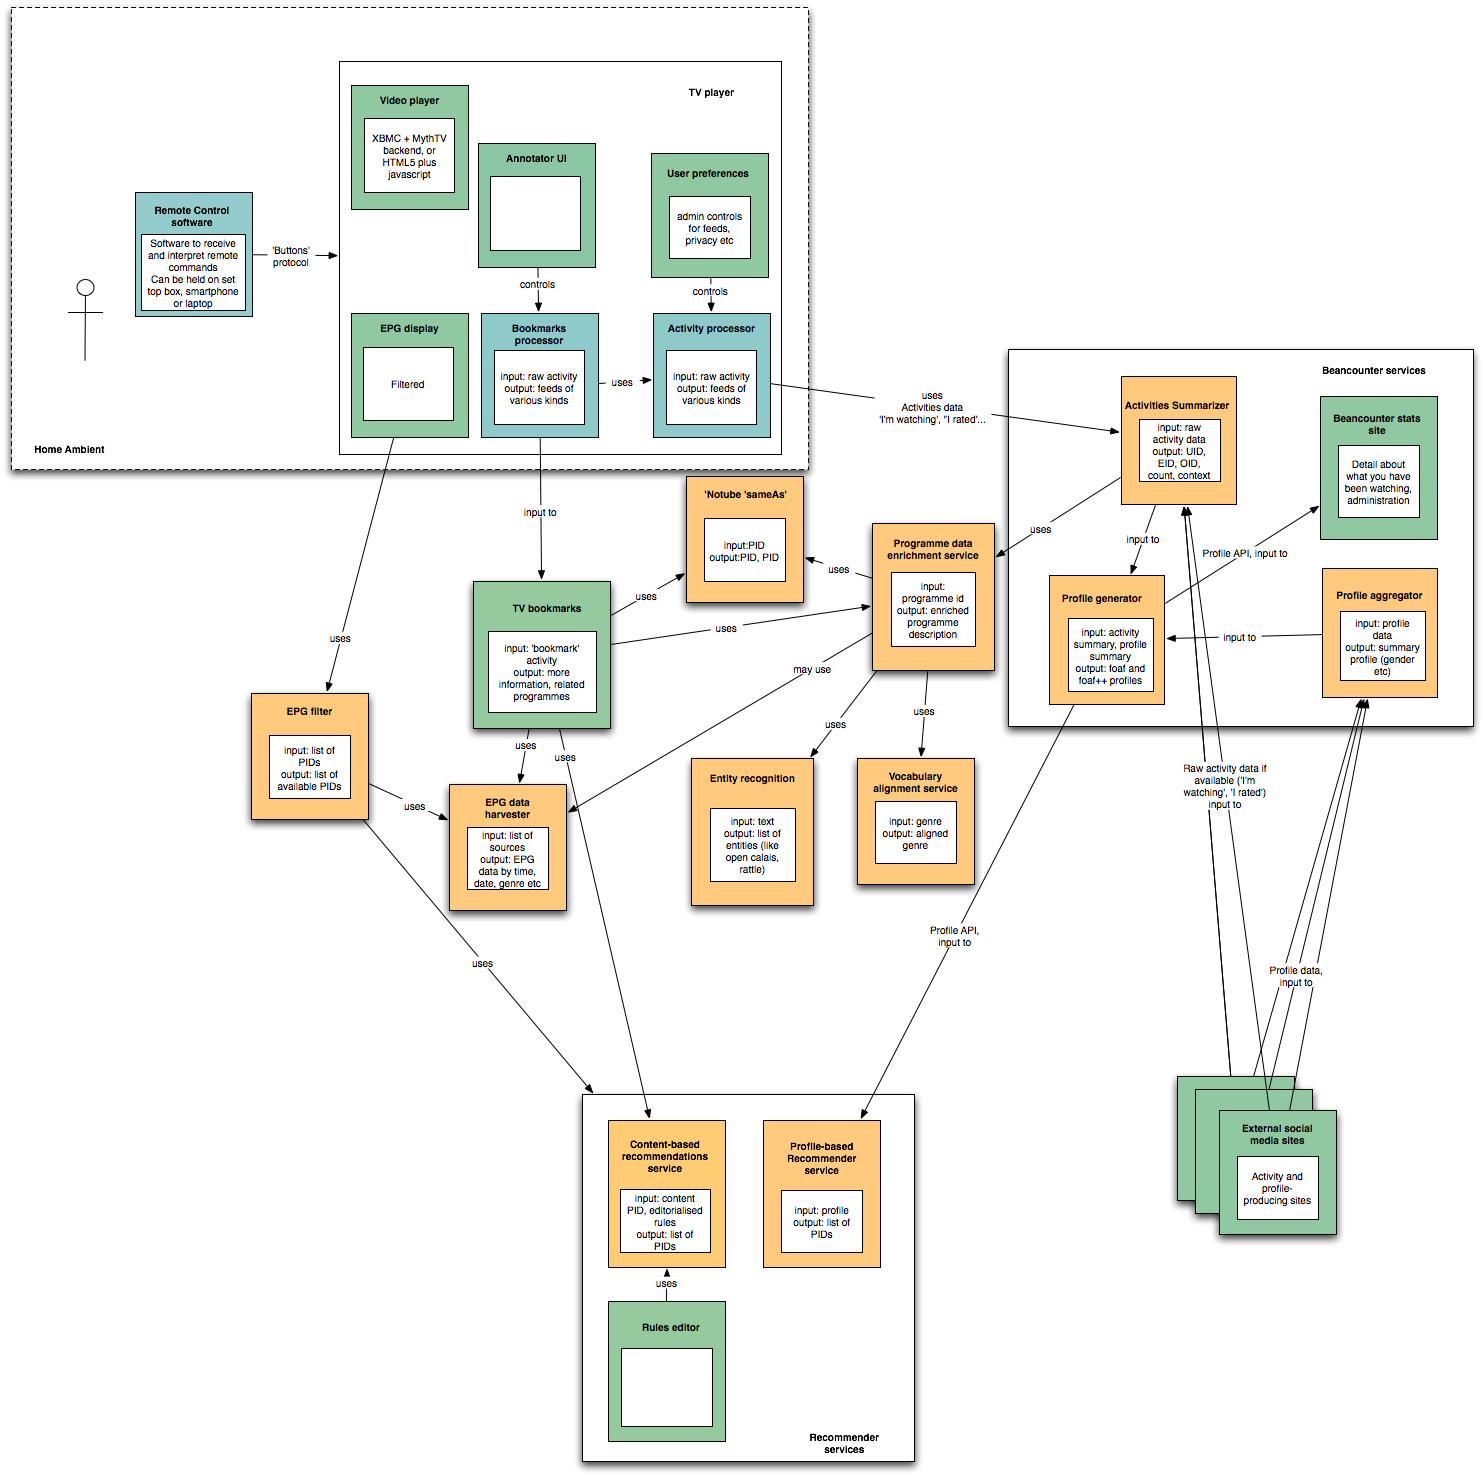 TV player
Video player
XBMC + MythTV
backend, or
HTML5 plus
javascript
Annotator UI
User preferences
admin controls
for feeds,
privacy etc
Remote Control
software
Software to receive
and interpret remote
commands
Can be held on set
top box, smartphone
or laptop
'Buttons'
protocol
controls
controls
EPG display
Filtered
Bookmarks
processor
input: raw activity
output: feeds of
various kinds
uses
Activity processor
input: raw activity
output: feeds of
various kinds
Home Ambient
uses
Activities data
'I'm watching', "I rated'...
Beancounter services
Activities Summarizer
input: raw
activity data
output: UID,
EID, OID,
count, context
Beancounter stats
site
Detail about
what you have
been watching,
administration
input to
'Notube 'sameAs'
input:PID
output:PID, PID
uses
Programme data
enrichment service
input:
programme id
output: enriched
programme
description
uses
input to
Profile API, input to
Profile generator
input: activity
summary, profile
summary
output: foaf and
foaf++ profiles
input to
Profile aggregator
input: profile
data
output: summary
profile (gender
etc)
TV bookmarks
input: 'bookmark'
activity
output: more
information, related
programmes
uses
uses
uses
may use
EPG filter
input: list of
PIDs
output: list of
available PIDs
uses
uses
uses
uses
uses
EPG data
harvester
input: list of
sources
output: EPG
data by time,
date, genre etc
Entity recognition
input: text
output: list of
entities (like
open calais,
rattle)
Vocabulary
alignment service
input: genre
output: aligned
genre
Raw activity data if
available ('I'm
watching', 'I rated')
input to
uses
Profile API,
input to
Profile data,
input to
Content-based
recommendations
service
input: content
PID, editorialised
rules
output: list of
PIDs
Profile-based
Recommender
service
input: profile
output: list of
PIDs
uses
Rules editor
Recommender
services
External social
media sites
Activity and
profile-
producing sites